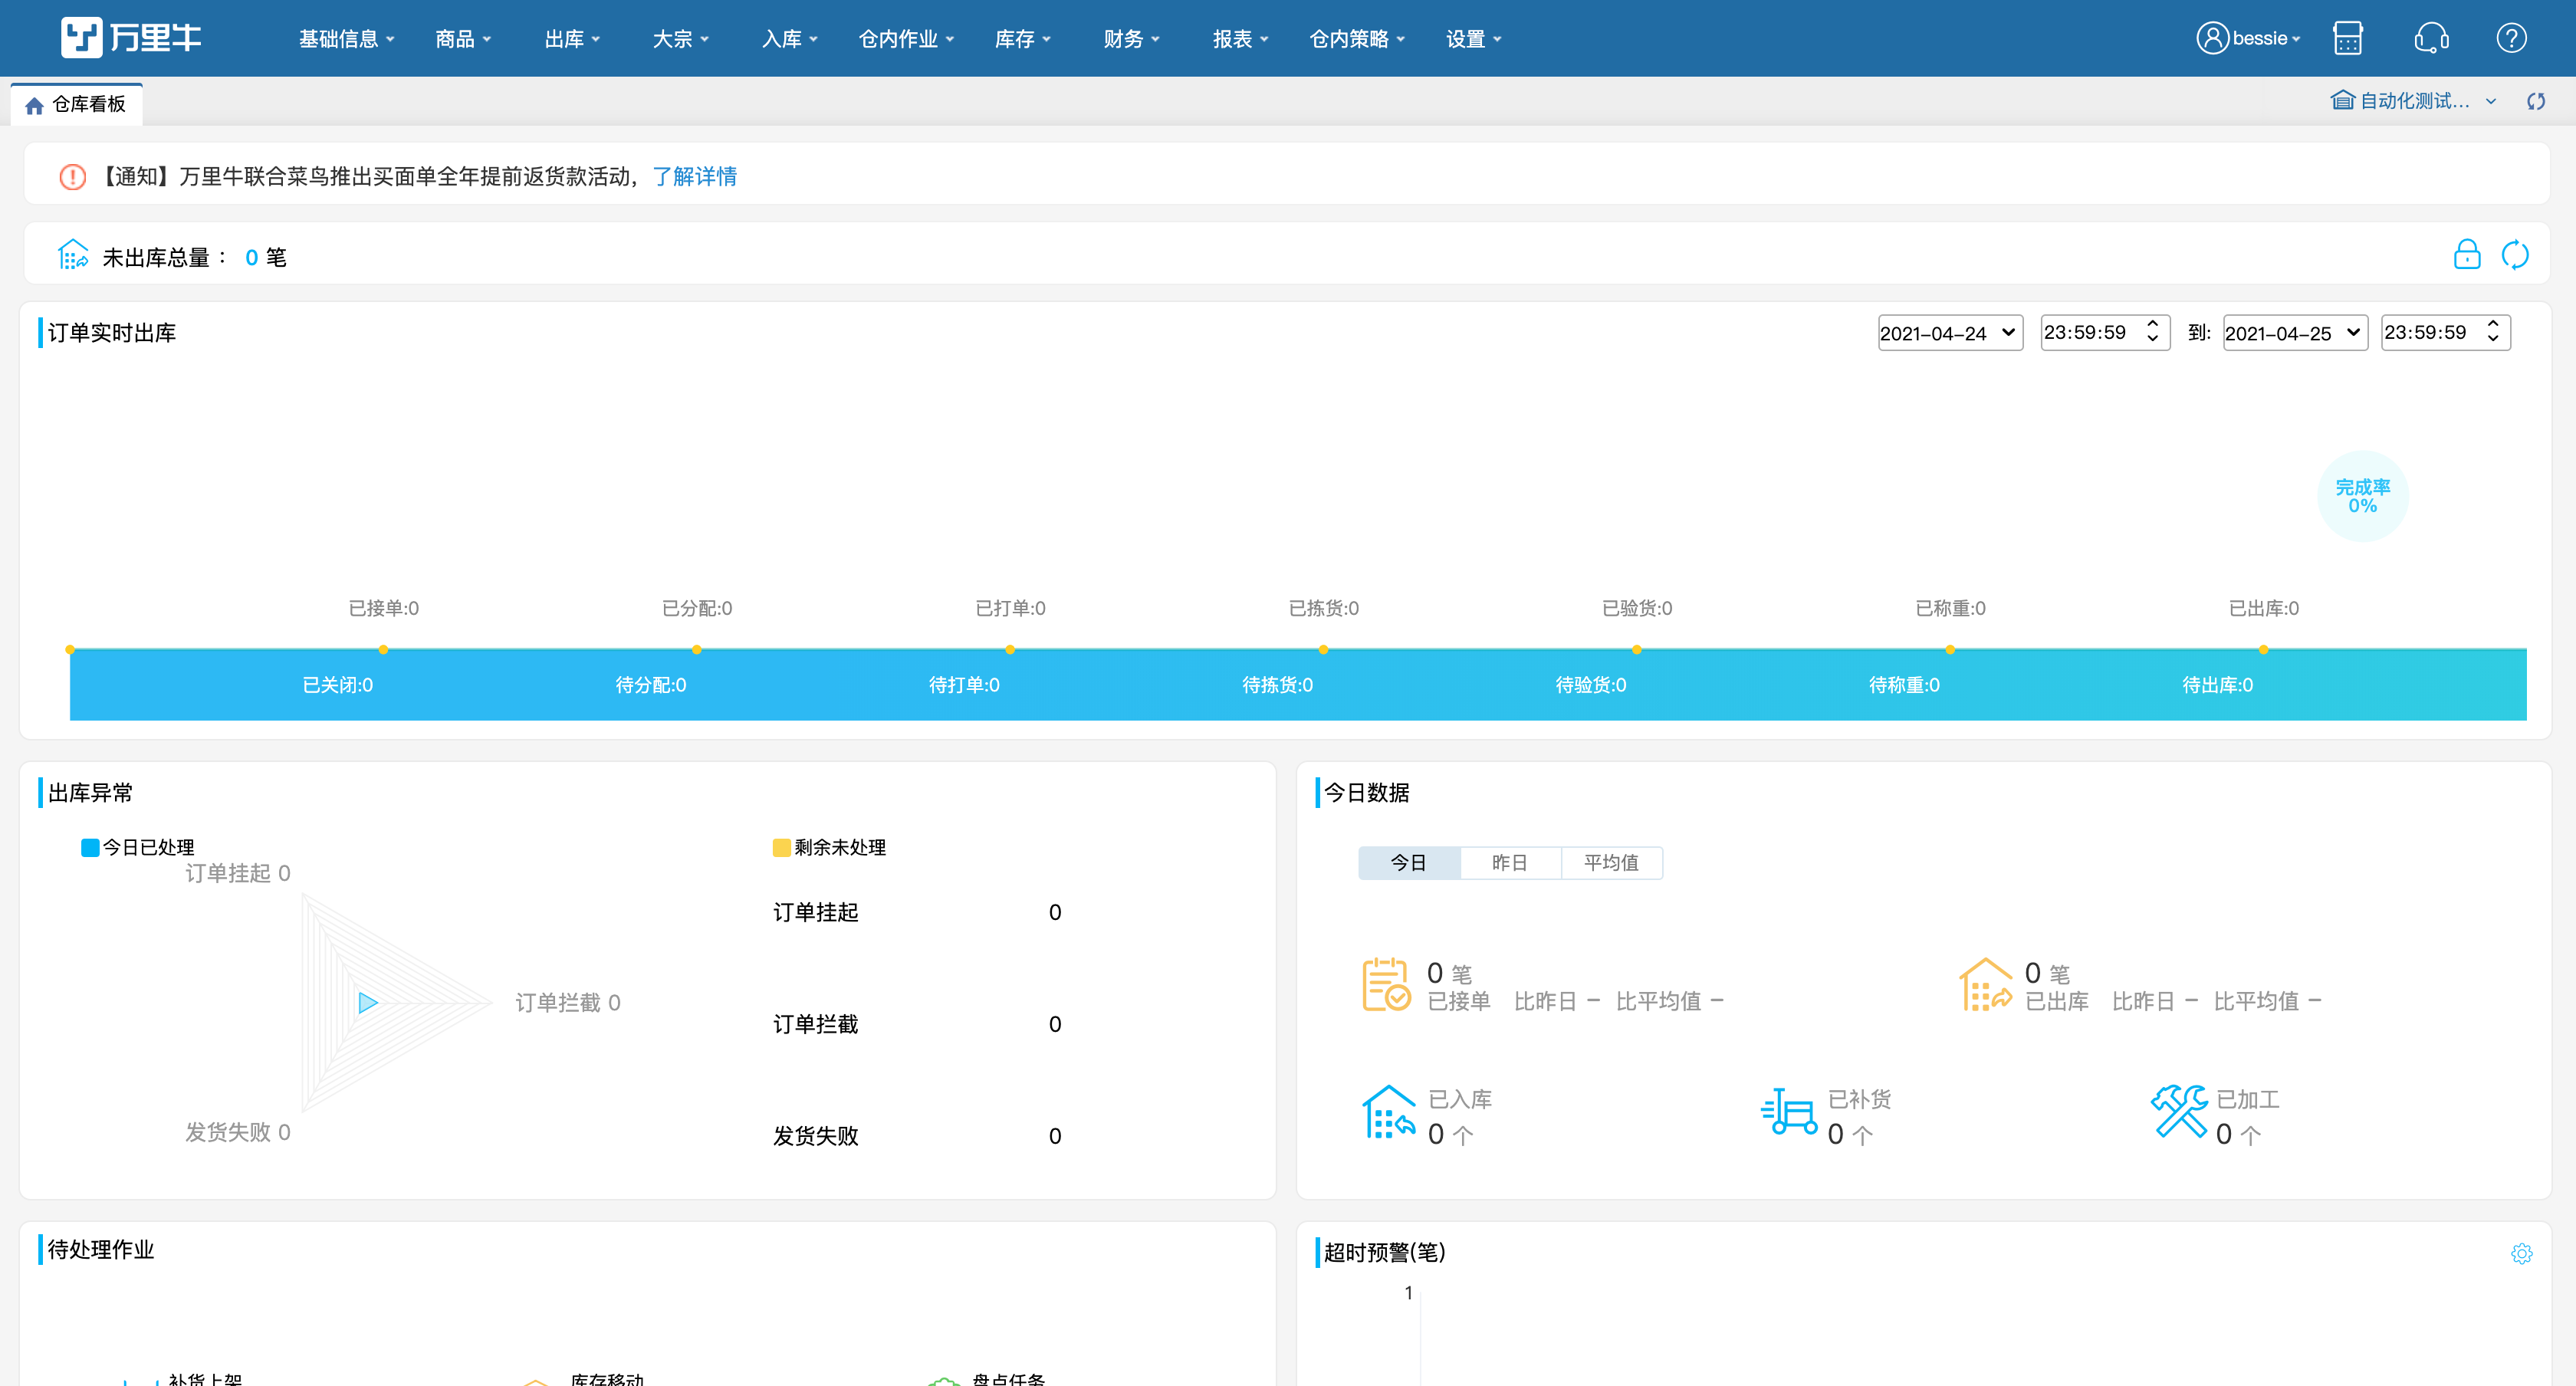 万里牛 基础信息 商品 出库 大宗 入库 仓内作业 库存 财务 报表 仓内策略 设置 bessie
仓库看板 自动化测试...
【通知】万里牛联合菜鸟推出买面单全年提前返货款活动，了解详情
未出库总量： 0 笔
订单实时出库 2021-04-24 23:59:59 到: 2021-04-25 23:59:59
完成率
0%
已接单:0 已分配:0 已打单:0 已拣货:0 已验货:0 已称重:0 已出库:0
已关闭:0 待分配:0 待打单:0 待拣货:0 待验货:0 待称重:0 待出库:0
出库异常
今日已处理 剩余未处理
订单挂起 0
订单拦截 0
发货失败 0
订单挂起 0
订单拦截 0
发货失败 0
今日数据
今日 昨日 平均值
0 笔
已接单 比昨日 － 比平均值 －
0 笔
已出库 比昨日 － 比平均值 －
已入库
0 个
已补货
0 个
已加工
0 个
待处理作业
补货上架 库存移动 盘点任务
超时预警(笔)
1